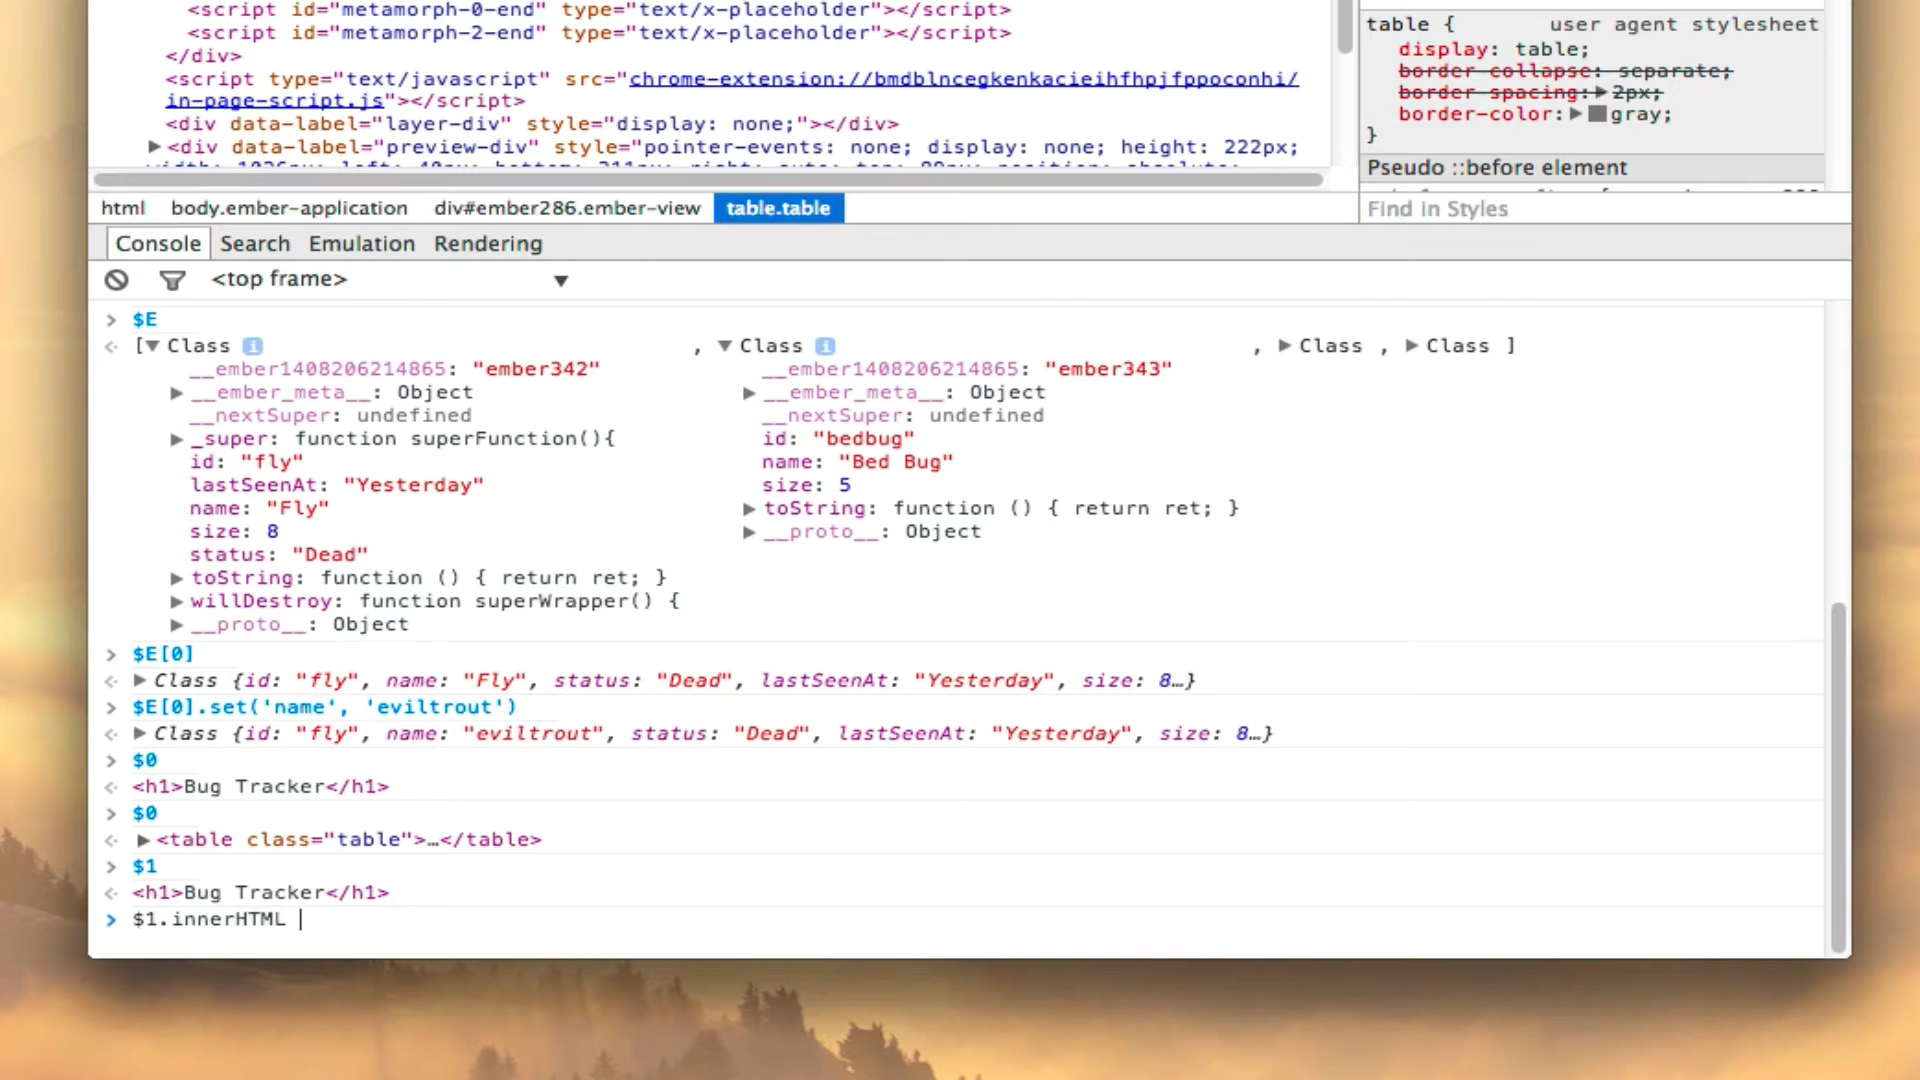 <script id="metamorph-0-end" type="text/x-placeholder"></script>
<script id="metamorph-2-end" type="text/x-placeholder"></script>
</div>
<script type="text/javascript" src="chrome-extension://bmdblncegkenkacieihfhpjfppoconhi/
in-page-script.js"></script>
<div data-label="layer-div" style="display: none;"></div>
▶<div data-label="preview-div" style="pointer-events: none; display: none; height: 222px;
table { user agent stylesheet
display: table;
border-collapse: separate;
border-spacing:▶2px;
border-color:▶gray;
}
Pseudo ::before element
html body.ember-application div#ember286.ember-view table.table
Find in Styles
Console Search Emulation Rendering
<top frame> ▼
> $E
[▼Class i , ▼Class i , ▶Class , ▶Class ]
__ember1408206214865: "ember342"
▶__ember_meta__: Object
__nextSuper: undefined
▶_super: function superFunction(){
id: "fly"
lastSeenAt: "Yesterday"
name: "Fly"
size: 8
status: "Dead"
▶toString: function () { return ret; }
▶willDestroy: function superWrapper() {
▶__proto__: Object
__ember1408206214865: "ember343"
▶__ember_meta__: Object
__nextSuper: undefined
id: "bedbug"
name: "Bed Bug"
size: 5
▶toString: function () { return ret; }
▶__proto__: Object
> $E[0]
▶Class {id: "fly", name: "Fly", status: "Dead", lastSeenAt: "Yesterday", size: 8…}
> $E[0].set('name', 'eviltrout')
▶Class {id: "fly", name: "eviltrout", status: "Dead", lastSeenAt: "Yesterday", size: 8…}
> $0
<h1>Bug Tracker</h1>
> $0
▶<table class="table">…</table>
> $1
<h1>Bug Tracker</h1>
> $1.innerHTML